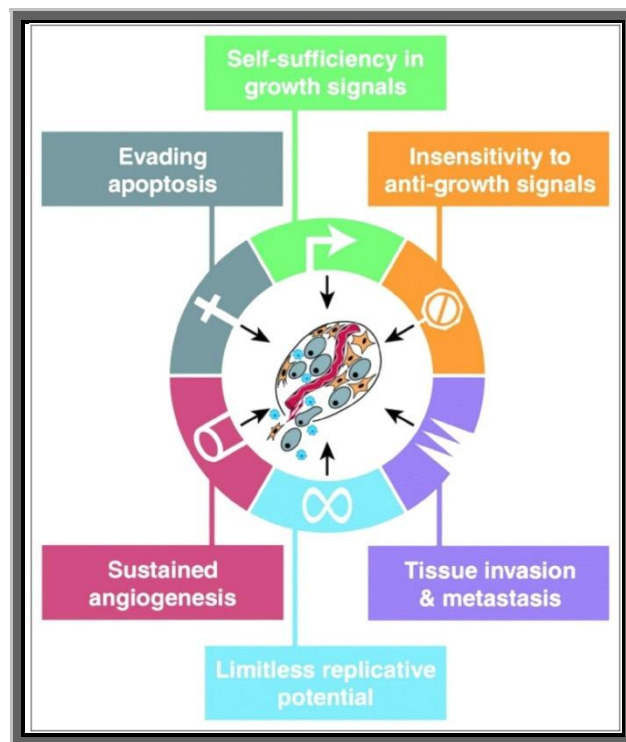 Self-sufficiency in
growth signals
Evading
apoptosis
Insensitivity to
anti-growth signals
Sustained
angiogenesis
Tissue invasion
& metastasis
Limitless replicative
potential